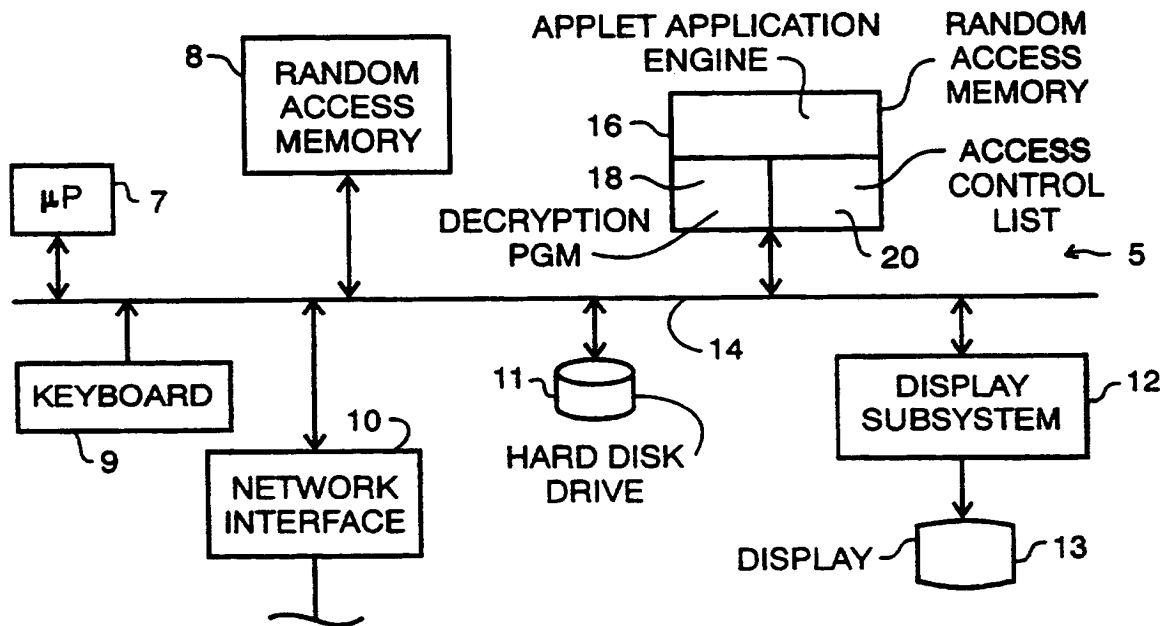 8
RANDOM
ACCESS
MEMORY
APPLET APPLICATION
ENGINE
RANDOM
ACCESS
MEMORY
16
18
DECRYPTION
PGM
20
ACCESS
CONTROL
LIST
5
μP
7
14
KEYBOARD
9
10
NETWORK
INTERFACE
11
HARD DISK
DRIVE
DISPLAY
SUBSYSTEM
12
DISPLAY
13